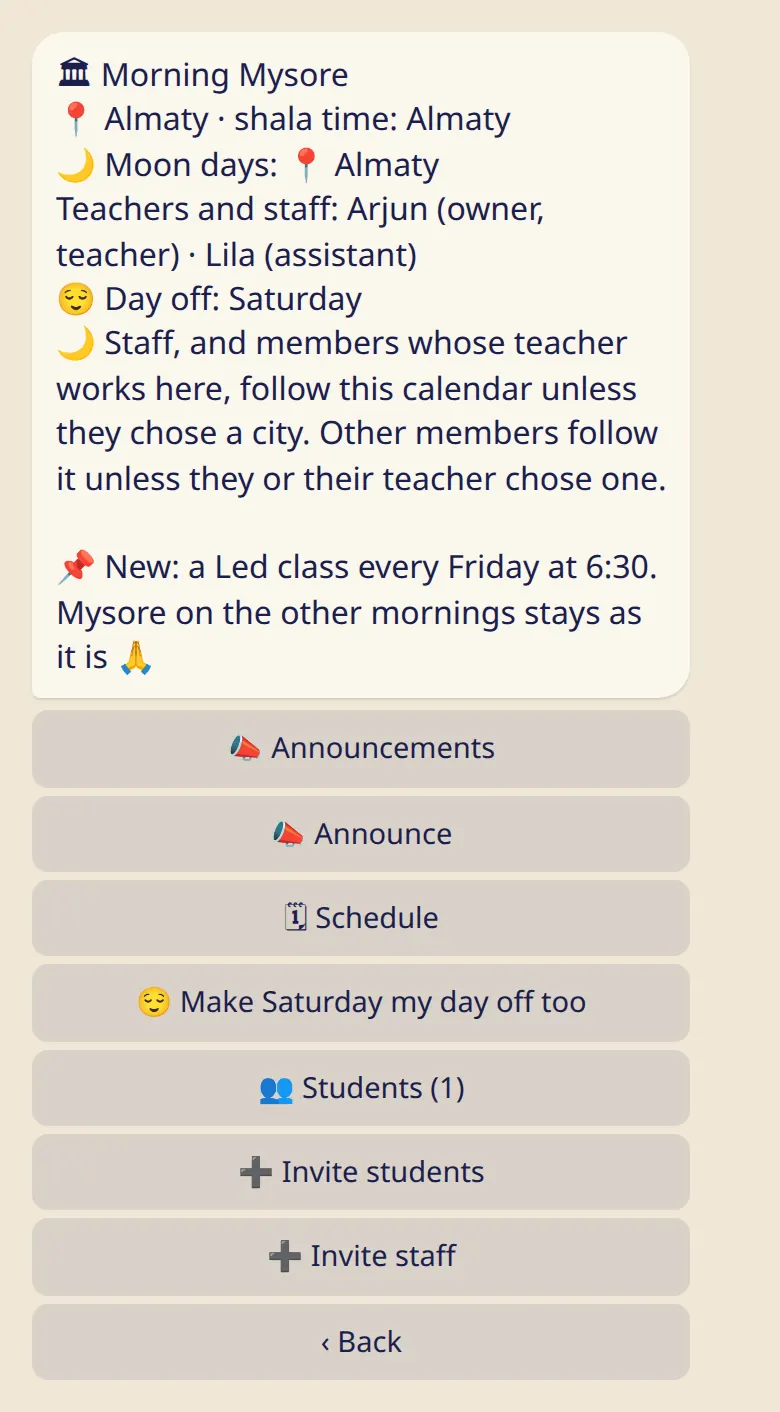 🏛 Morning Mysore
📍 Almaty · shala time: Almaty
🌙 Moon days: 📍 Almaty
Teachers and staff: Arjun (owner,
teacher) · Lila (assistant)
😌 Day off: Saturday
🌙 Staff, and members whose teacher
works here, follow this calendar unless
they chose a city. Other members follow
it unless they or their teacher chose one.
📌 New: a Led class every Friday at 6:30.
Mysore on the other mornings stays as
it is 🙏
📣 Announcements
📣 Announce
🗓 Schedule
😌 Make Saturday my day off too
👥 Students (1)
➕ Invite students
➕ Invite staff
‹ Back